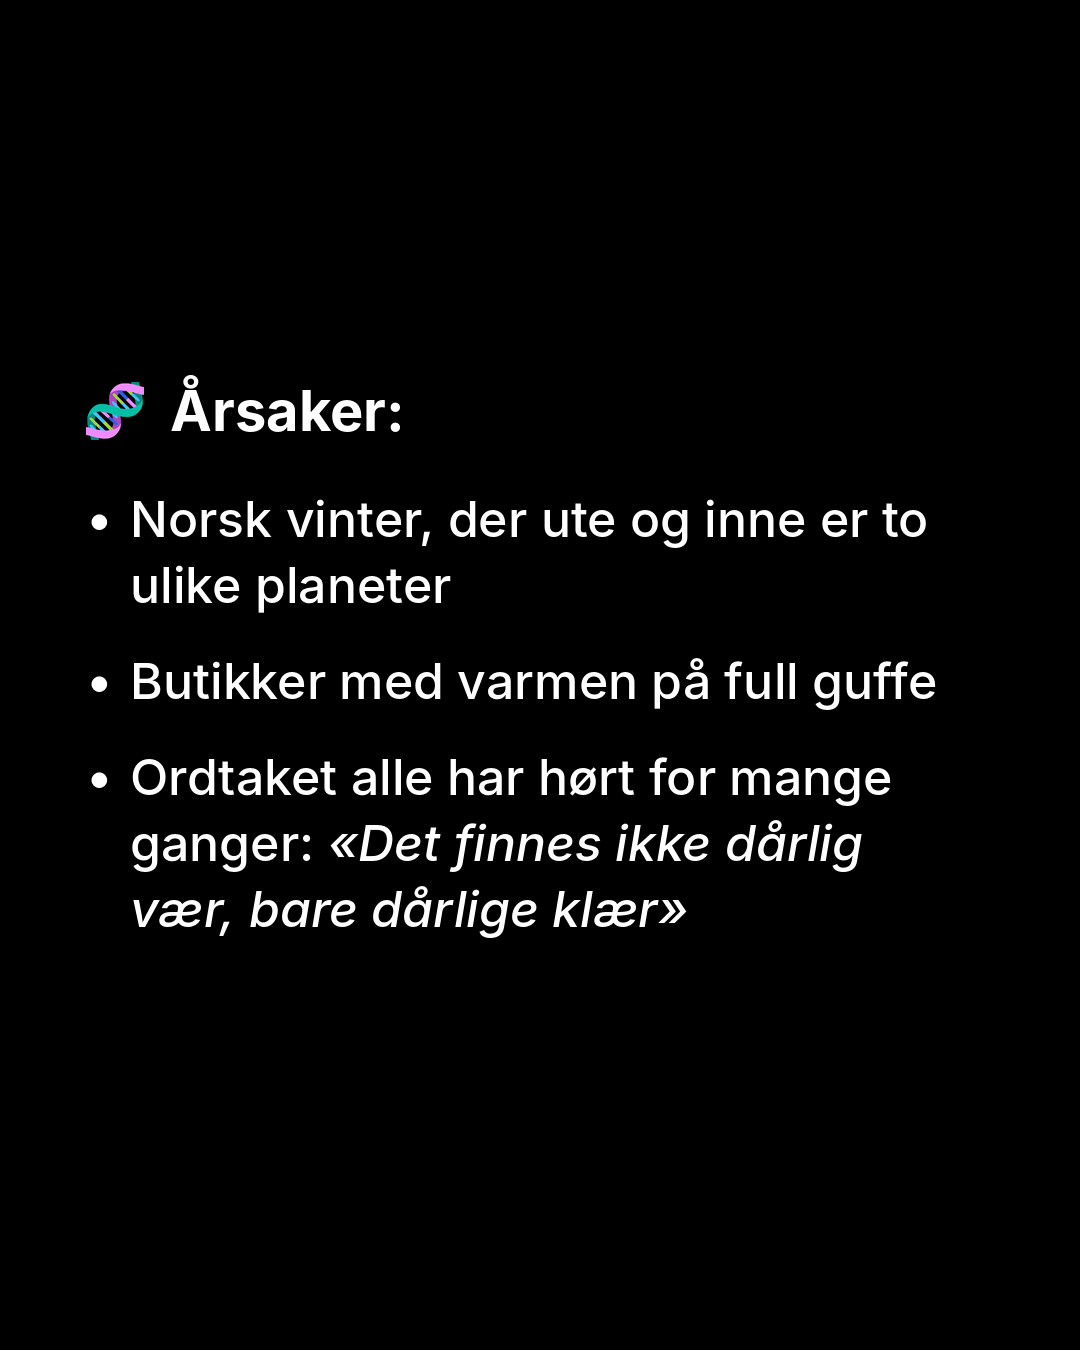 🧬 Årsaker:
• Norsk vinter, der ute og inne er to
ulike planeter
• Butikker med varmen på full guffe
• Ordtaket alle har hørt for mange
ganger: «Det finnes ikke dårlig
vær, bare dårlige klær»